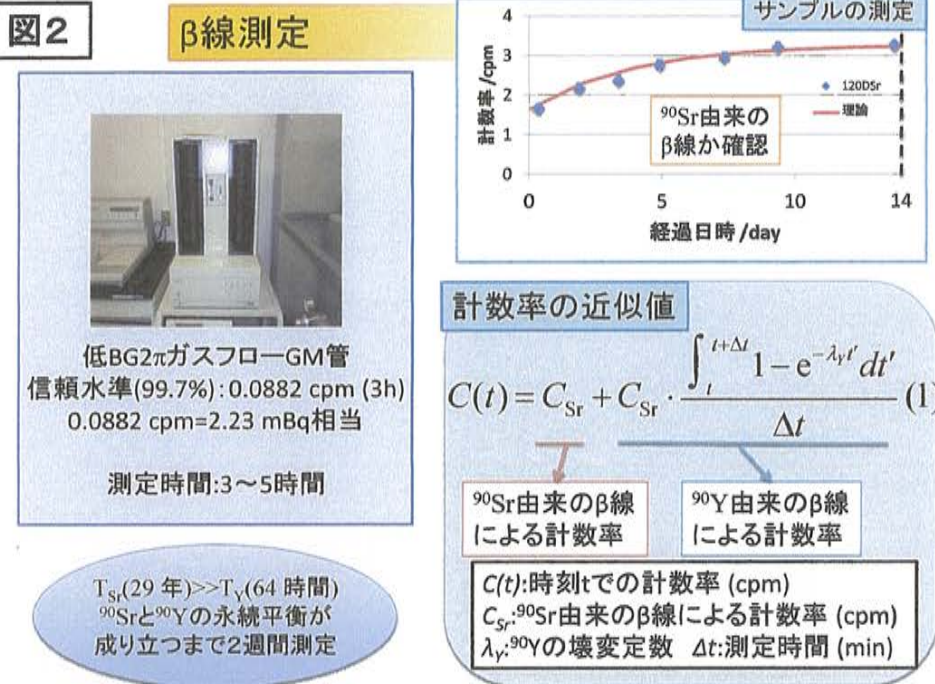 図2
β線測定
低BG2πガスフローGM管
信頼水準(99.7%):0.0882 cpm (3h)
0.0882 cpm=2.23 mBq相当
測定時間:3～5時間
T_Sr(29 年)>>T_Y(64 時間)
⁹⁰Srと⁹⁰Yの永続平衡が
成り立つまで2週間測定
サンプルの測定
計数率/cpm
4
3
2
1
0
0 5 10 14
経過日時/day
120DSr
理論
⁹⁰Sr由来の
β線か確認
計数率の近似値
C(t) = C_Sr + C_Sr · ∫_t^{t+Δt} 1 − e^{−λ_Y t′} dt′ / Δt (1)
⁹⁰Sr由来のβ線
による計数率
⁹⁰Y由来のβ線
による計数率
C(t):時刻tでの計数率 (cpm)
C_Sr:⁹⁰Sr由来のβ線による計数率 (cpm)
λ_Y:⁹⁰Yの壊変定数 Δt:測定時間 (min)